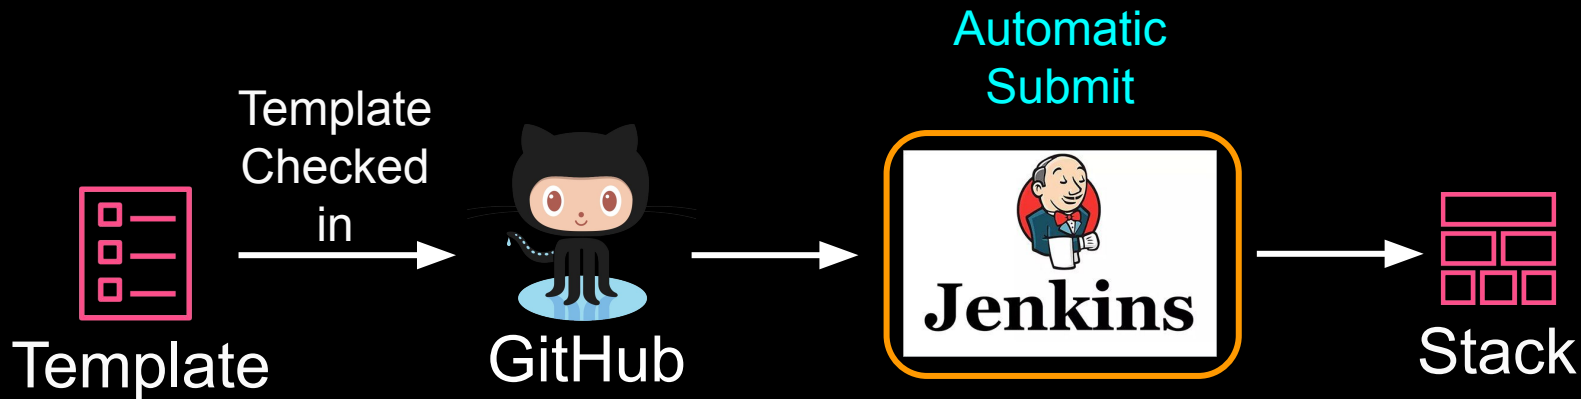 Template
Template
Checked
in
GitHub
Automatic
Submit
Jenkins
Stack